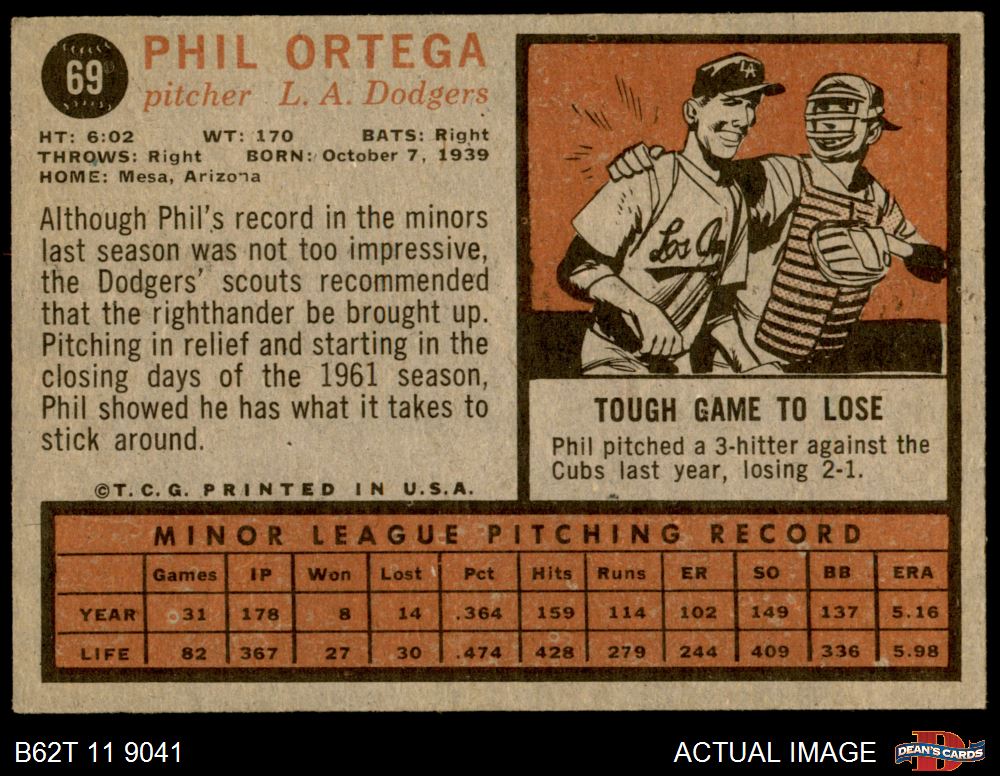 69
PHIL ORTEGA
pitcher L. A. Dodgers
HT: 6:02 WT: 170 BATS: Right
THROWS: Right BORN: October 7, 1939
HOME: Mesa, Arizona
Although Phil's record in the minors
last season was not too impressive,
the Dodgers' scouts recommended
that the righthander be brought up.
Pitching in relief and starting in the
closing days of the 1961 season,
Phil showed he has what it takes to
stick around.
©T. C. G. PRINTED IN U.S.A.
LA
Los An
TOUGH GAME TO LOSE
Phil pitched a 3-hitter against the
Cubs last year, losing 2-1.
MINOR LEAGUE PITCHING RECORD
Games IP Won Lost Pct Hits Runs ER SO BB ERA
YEAR 31 178 8 14 .364 159 114 102 149 137 5.16
LIFE 82 367 27 30 .474 428 279 244 409 336 5.98
B62T 11 9041 ACTUAL IMAGE
D
DEAN'S CARDS